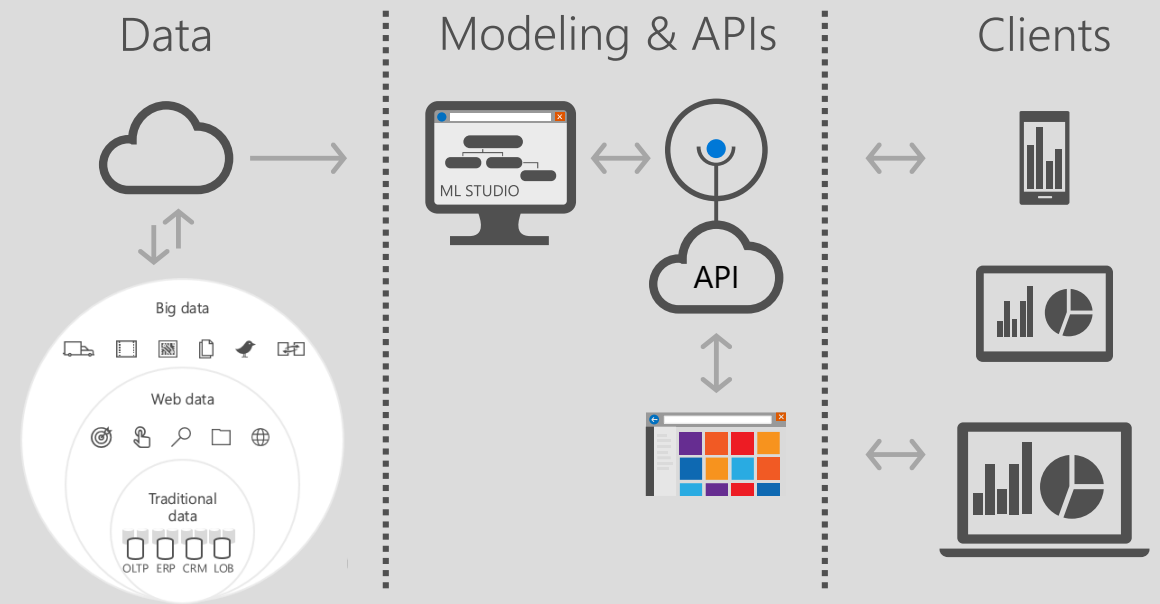 Data
Modeling & APIs
Clients
ML STUDIO
API
Big data
Web data
Traditional
data
OLTP ERP CRM LOB